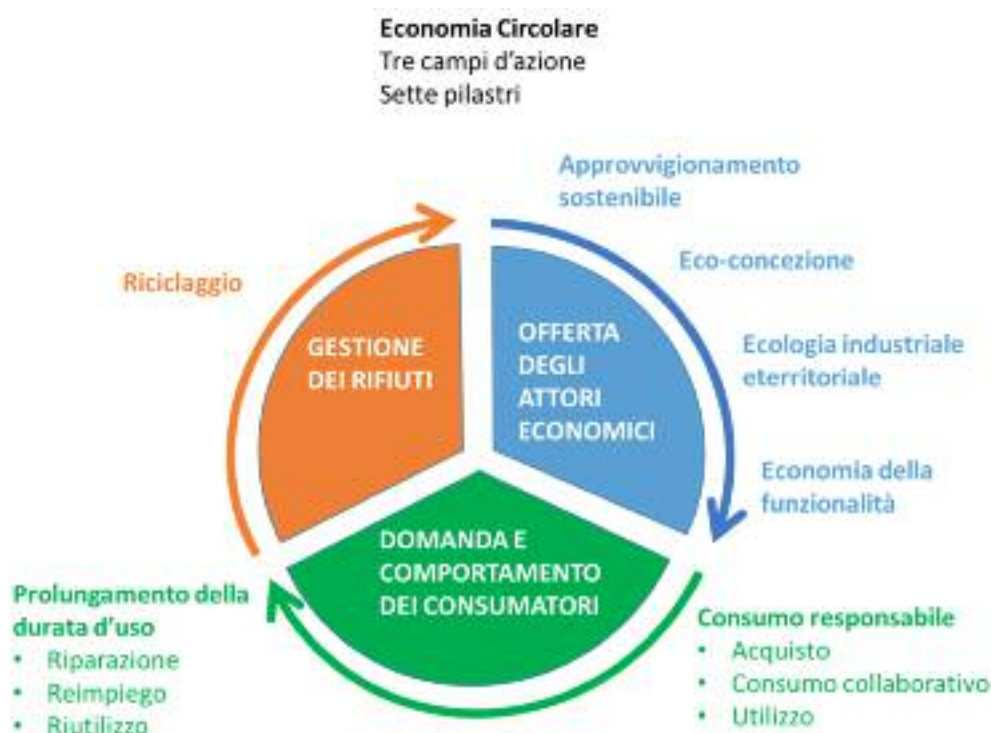 Economia Circolare
Tre campi d'azione
Sette pilastri
Approvvigionamento
sostenibile
Eco-concezione
Ecologia industriale
eterritoriale
Economia della
funzionalità
OFFERTA
DEGLI
ATTORI
ECONOMICI
Riciclaggio
GESTIONE
DEI RIFIUTI
DOMANDA E
COMPORTAMENTO
DEI CONSUMATORI
Consumo responsabile
• Acquisto
• Consumo collaborativo
• Utilizzo
Prolungamento della
durata d'uso
• Riparazione
• Reimpiego
• Riutilizzo